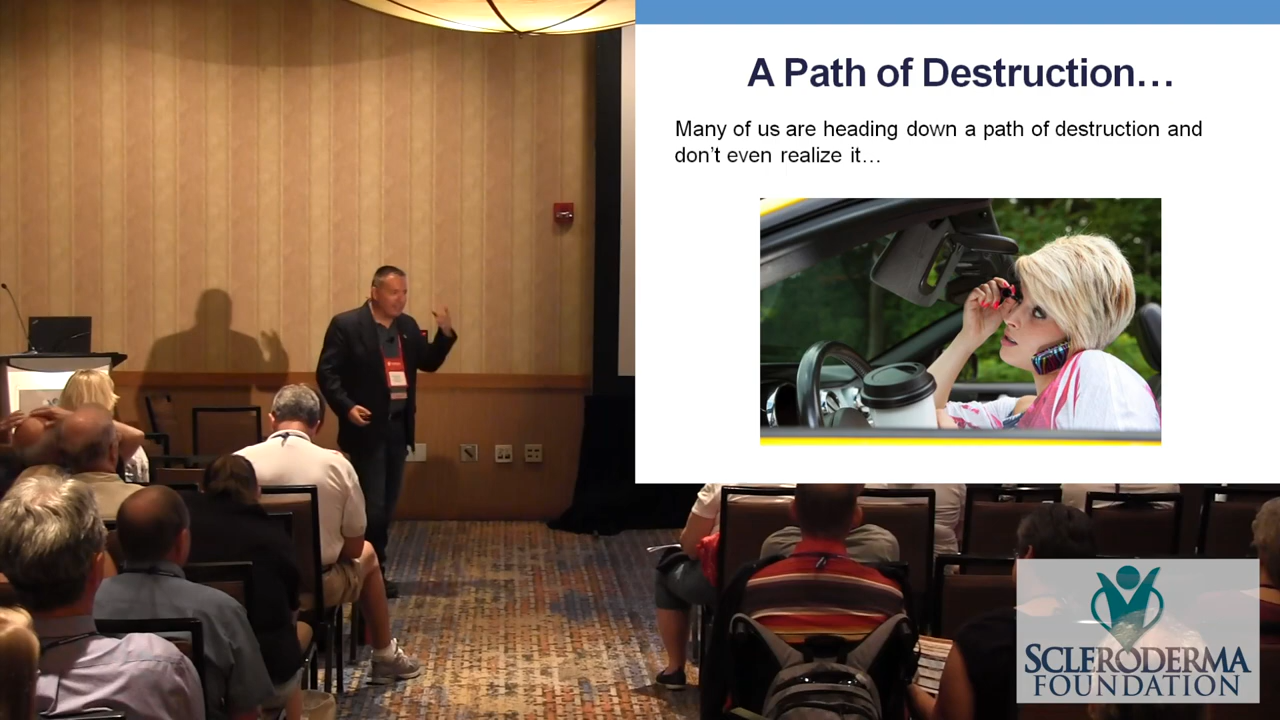 A Path of Destruction…
Many of us are heading down a path of destruction and
don't even realize it…
SCLERODERMA
FOUNDATION